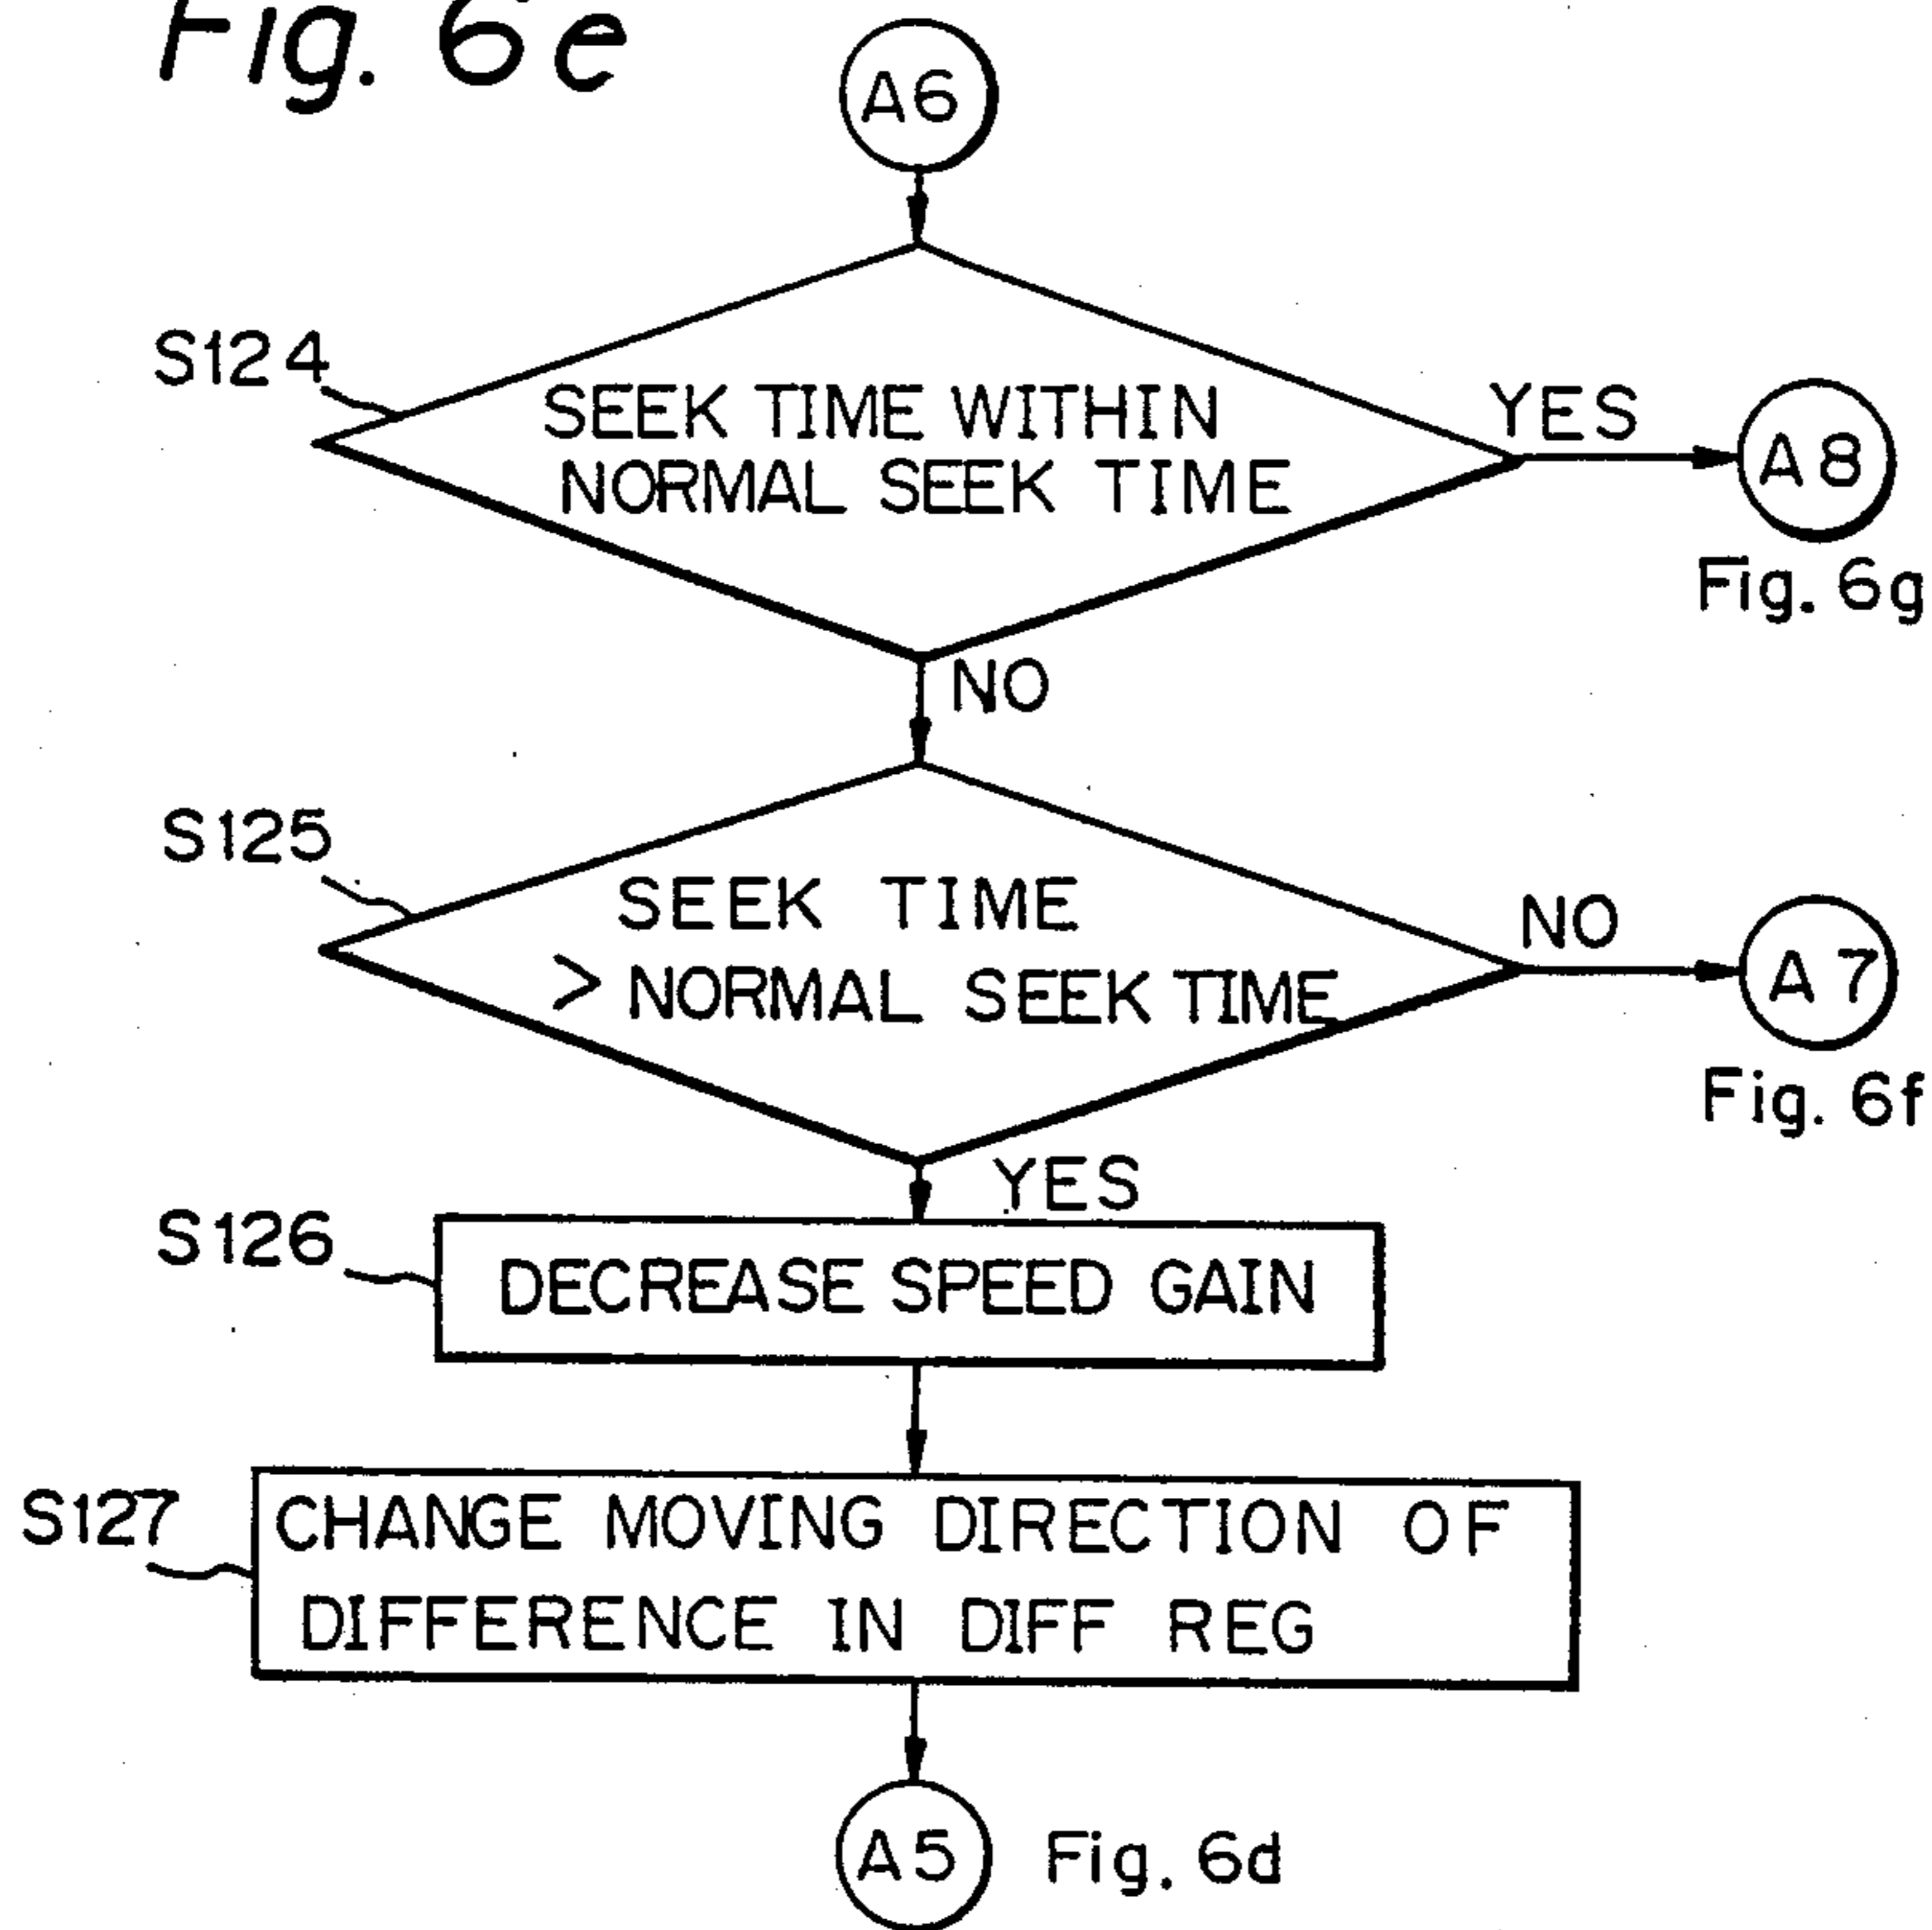 Fig. 6e
A6
S124
SEEK TIME WITHIN
NORMAL SEEK TIME
YES
A8
Fig. 6g
NO
S125
SEEK TIME
> NORMAL SEEK TIME
NO
A7
Fig. 6f
YES
S126
DECREASE SPEED GAIN
S127
CHANGE MOVING DIRECTION OF
DIFFERENCE IN DIFF REG
A5
Fig. 6d